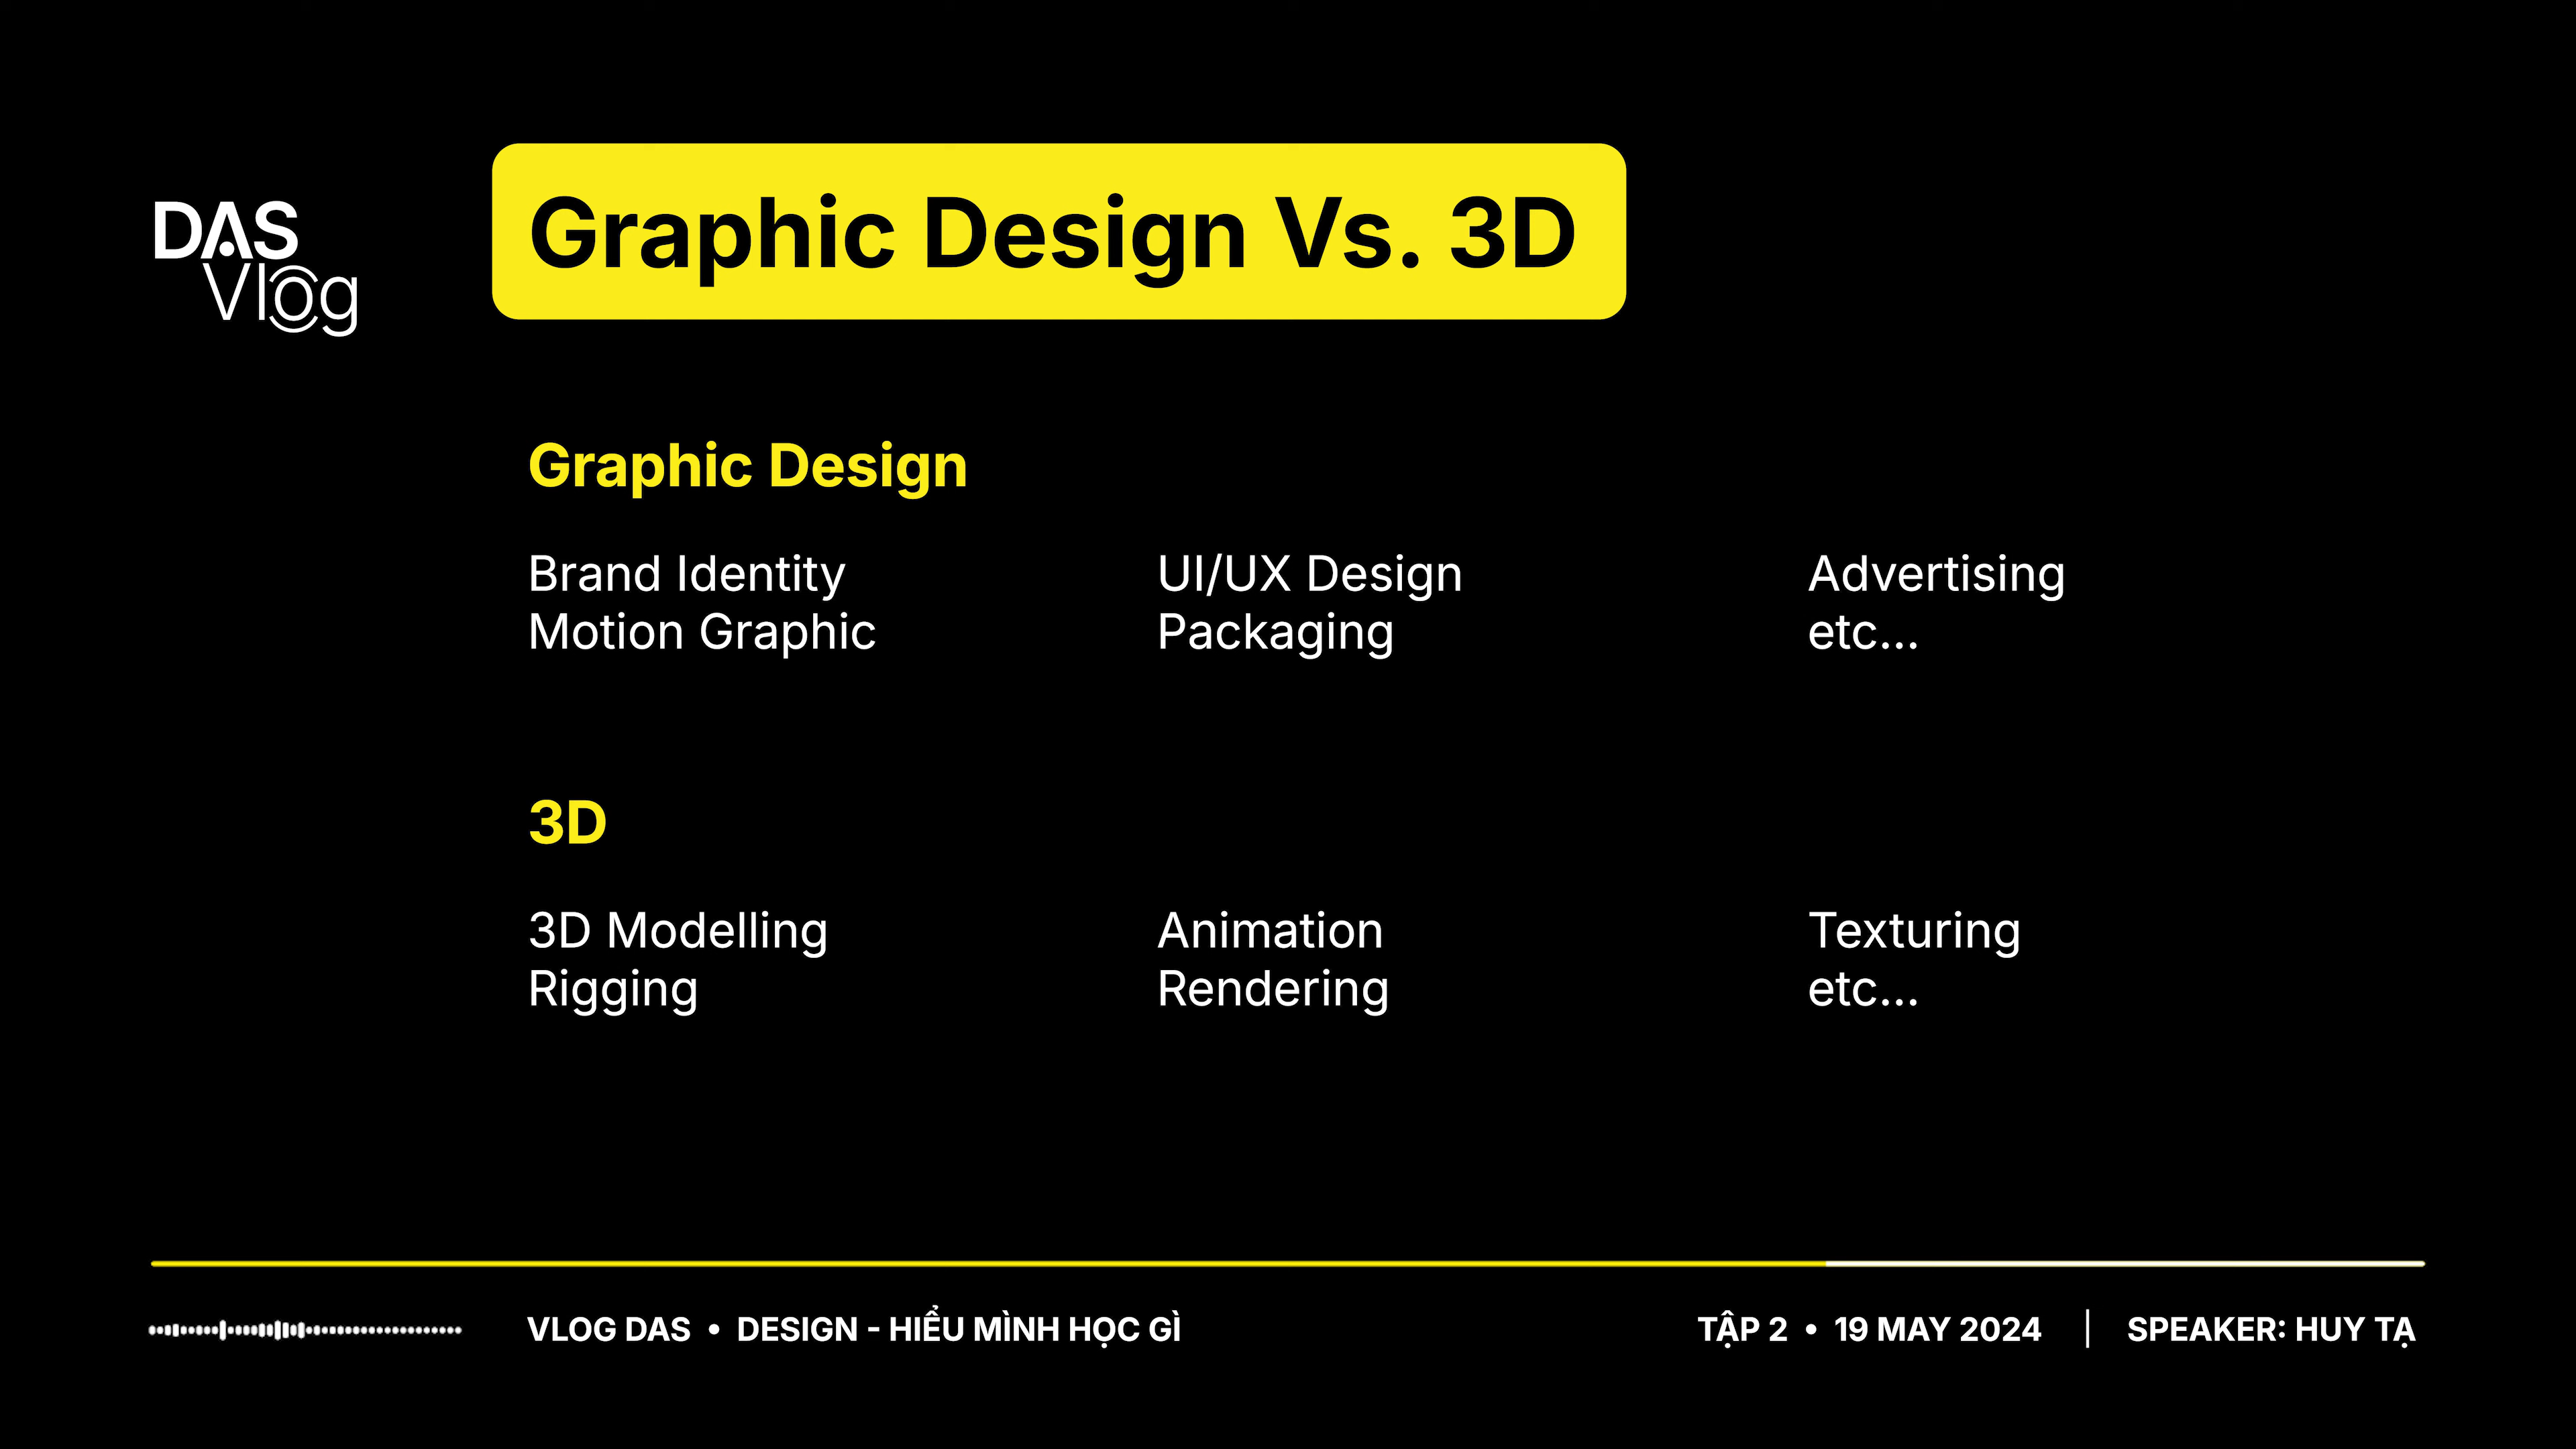 DAS
Vlog
Graphic Design Vs. 3D
Graphic Design
Brand Identity
Motion Graphic
UI/UX Design
Packaging
Advertising
etc...
3D
3D Modelling
Rigging
Animation
Rendering
Texturing
etc...
VLOG DAS • DESIGN - HIỂU MÌNH HỌC GÌ
TẬP 2 • 19 MAY 2024 | SPEAKER: HUY TẠ